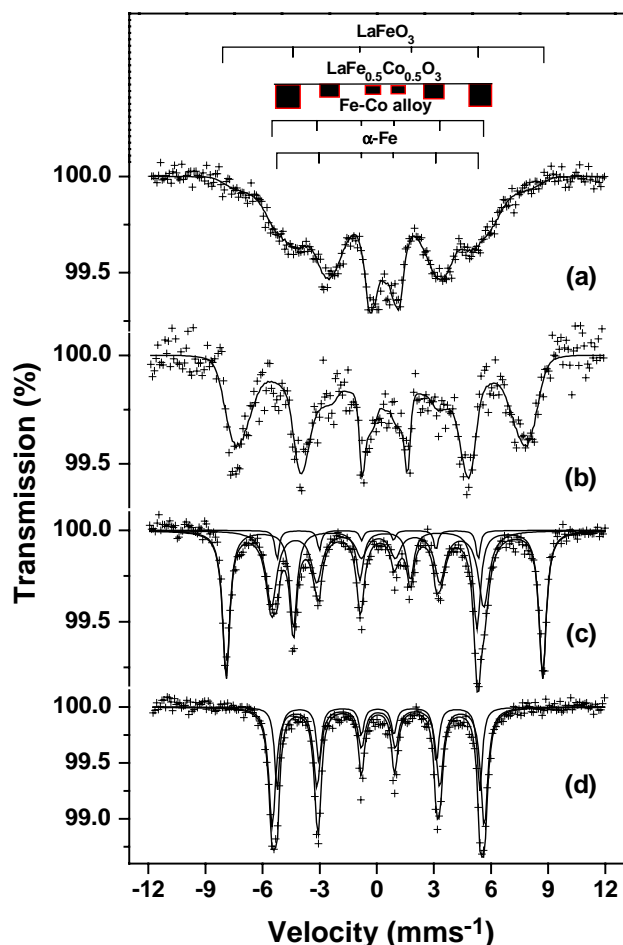 LaFeO3
LaFe0.5Co0.5O3
Fe-Co alloy
α-Fe
100.0
99.5
(a)
100.0
99.5
(b)
100.0
99.5
(c)
100.0
99.5
99.0
(d)
Transmission (%)
-12 -9 -6 -3 0 3 6 9 12
Velocity (mms-1)